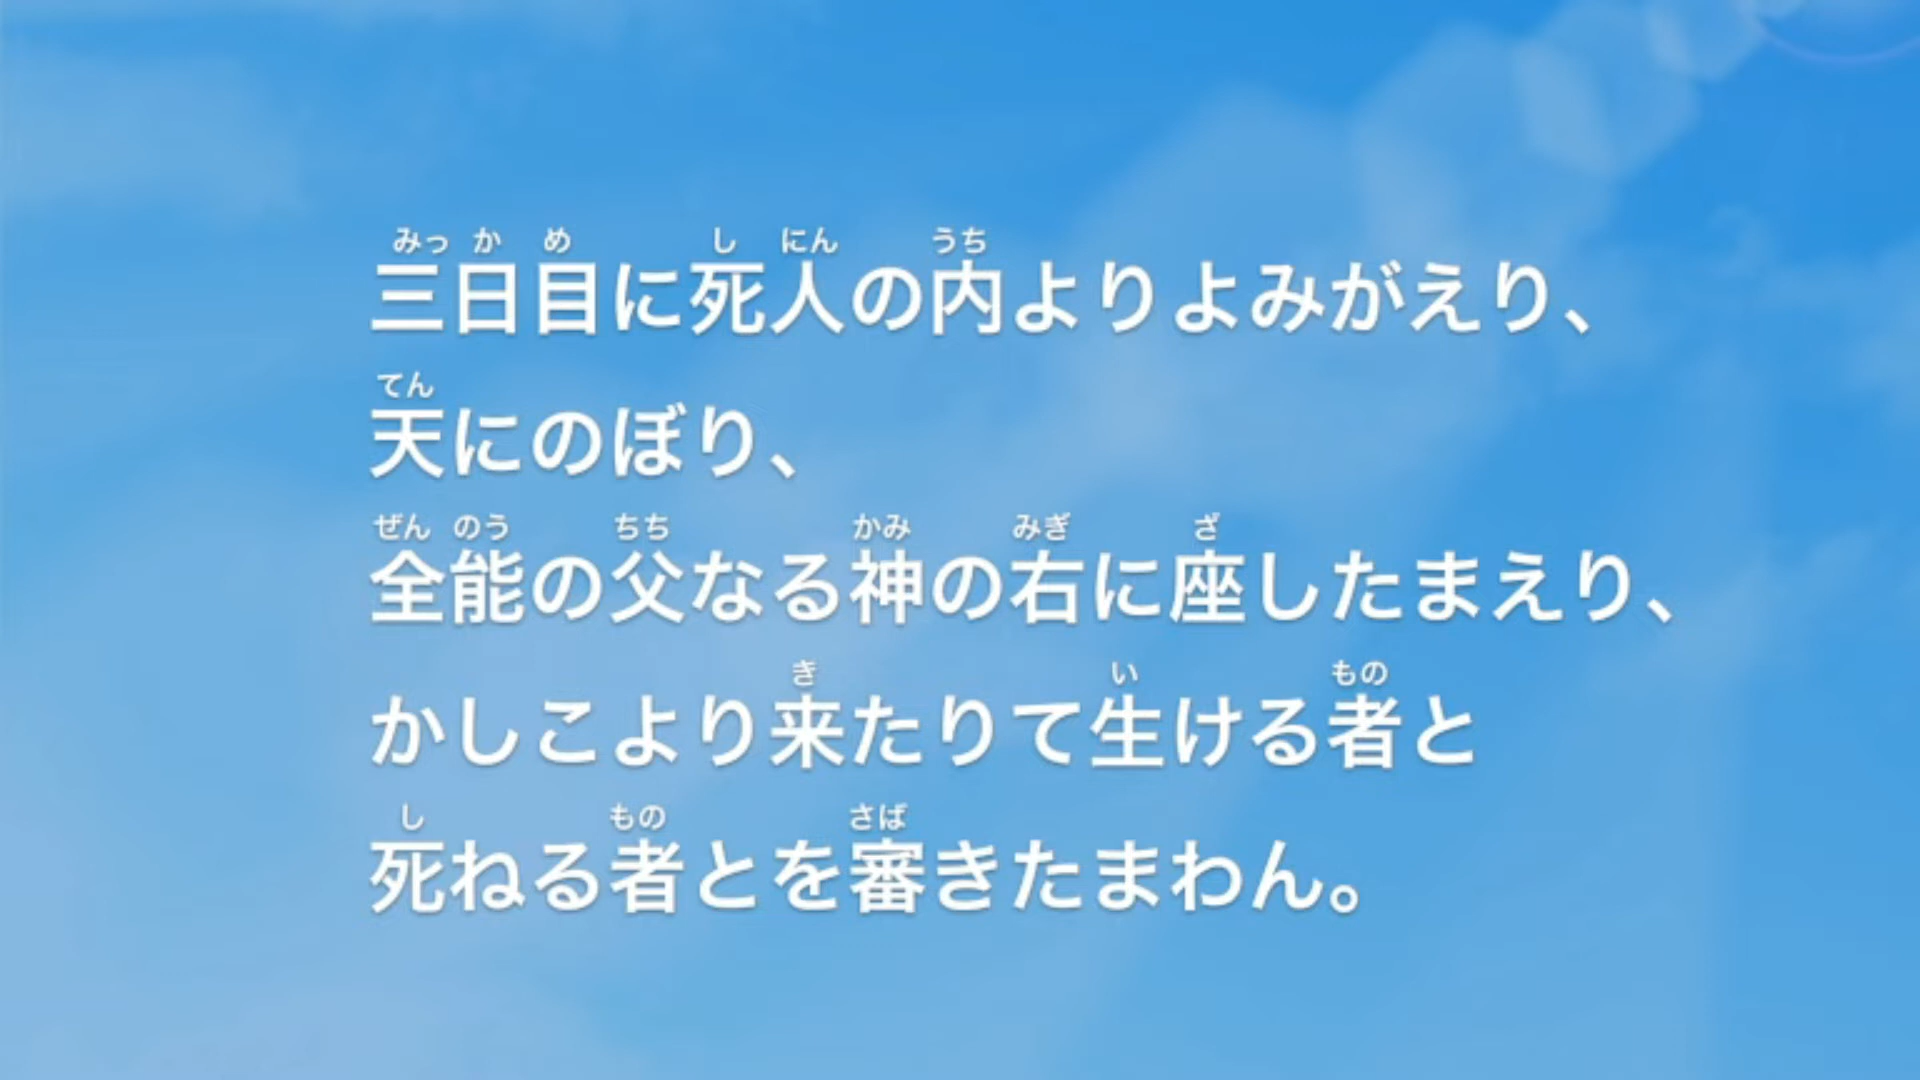 三日目に死人の内よりよみがえり、
天にのぼり、
全能の父なる神の右に座したまえり、
かしこより来たりて生ける者と
死ねる者とを審きたまわん。